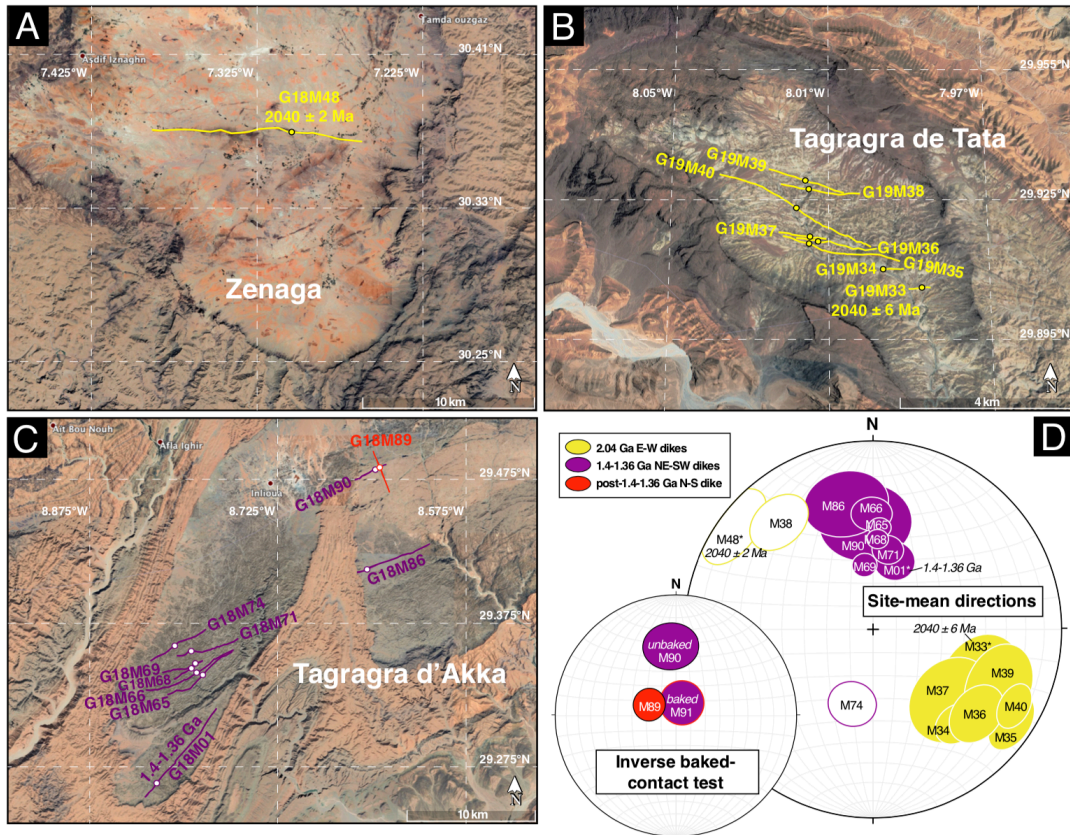 A
Tamda ouzgaz
Asdif Iznaghn
30.41°N
7.425°W
7.325°W
7.225°W
G18M48
2040 ± 2 Ma
30.33°N
Zenaga
30.25°N
N
10 km
B
29.955°N
8.05°W
8.01°W
7.97°W
Tagragra de Tata
G19M39
G19M40
G19M38
29.925°N
G19M37
G19M36
G19M34
G19M35
G19M33
2040 ± 6 Ma
29.895°N
N
4 km
C
Ait Bou Nouh
Afla Ighir
G18M89
29.475°N
Inlioua
G18M90
8.875°W
8.725°W
8.575°W
G18M86
G18M74
G18M71
29.375°N
G18M69
G18M68
G18M66
G18M65
Tagragra d'Akka
1.4-1.36 Ga
G18M01
29.275°N
N
10 km
D
2.04 Ga E-W dikes
1.4-1.36 Ga NE-SW dikes
post-1.4-1.36 Ga N-S dike
N
M86
M66
M38
M65
M48*
M68
M90
2040 ± 2 Ma
M71
M69
M01*
1.4-1.36 Ga
Site-mean directions
2040 ± 6 Ma
M33*
M39
M37
M74
M40
M36
M34
M35
N
unbaked
M90
baked
M89
M91
Inverse baked-
contact test